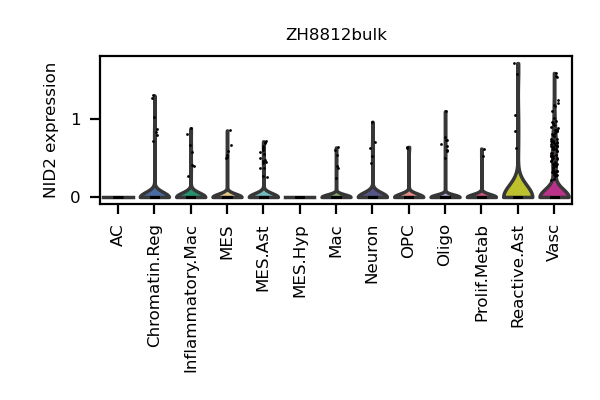 ZH8812bulk
NID2 expression
1
0
AC
Chromatin.Reg
Inflammatory.Mac
MES
MES.Ast
MES.Hyp
Mac
Neuron
OPC
Oligo
Prolif.Metab
Reactive.Ast
Vasc